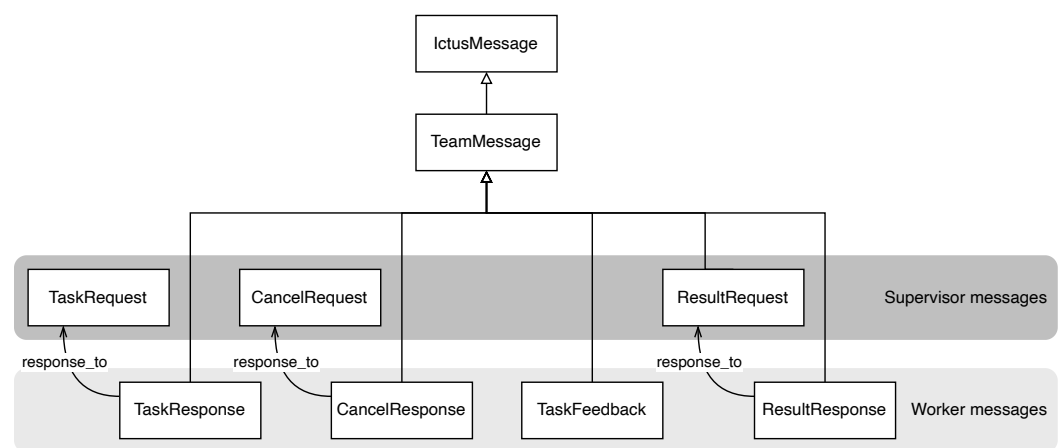 IctusMessage
TeamMessage
TaskRequest
CancelRequest
ResultRequest
Supervisor messages
response_to
response_to
response_to
TaskResponse
CancelResponse
TaskFeedback
ResultResponse
Worker messages